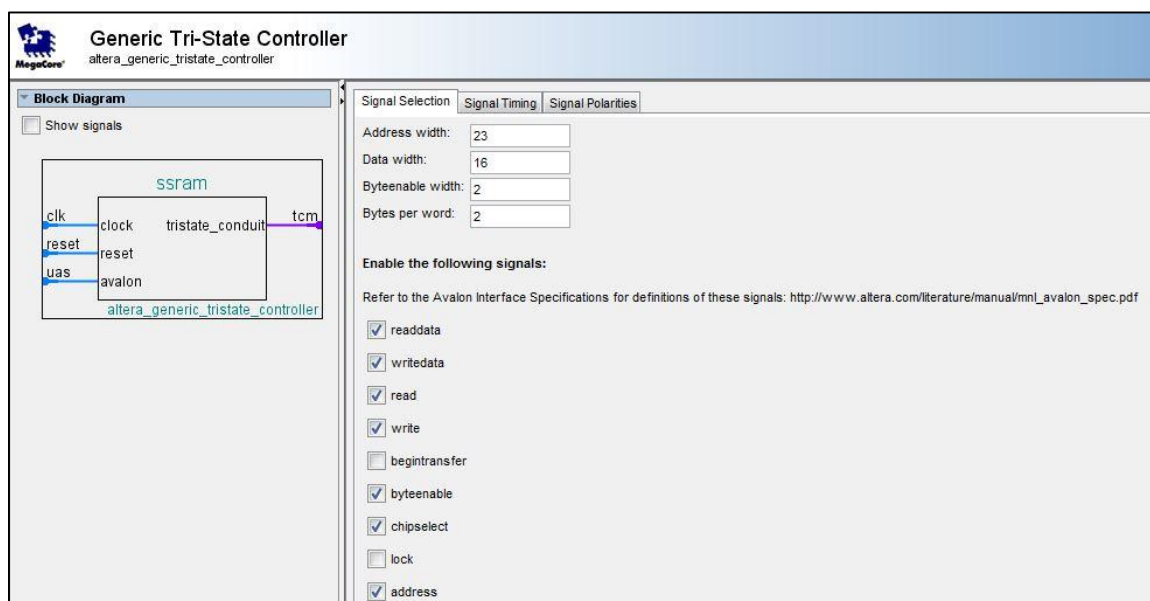 MegaCore'
Generic Tri-State Controller
altera_generic_tristate_controller
Block Diagram
Show signals
ssram
clk
clock
tristate_conduit
tcm
reset
reset
uas
avalon
altera_generic_tristate_controller
Signal Selection
Signal Timing
Signal Polarities
Address width: 23
Data width: 16
Byteenable width: 2
Bytes per word: 2
Enable the following signals:
Refer to the Avalon Interface Specifications for definitions of these signals: http://www.altera.com/literature/manual/mnl_avalon_spec.pdf
readdata
writedata
read
write
begintransfer
byteenable
chipselect
lock
address